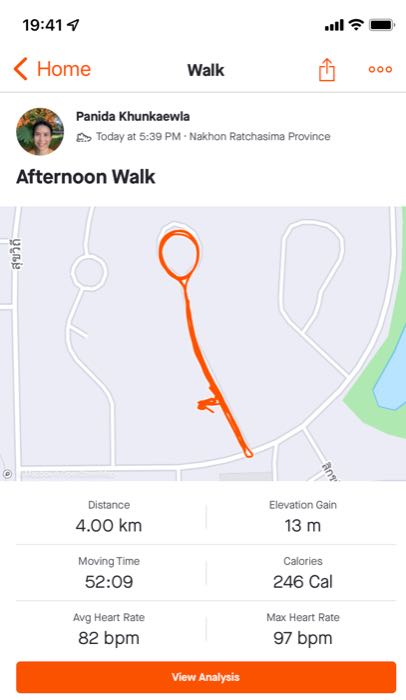 19:41
Home
Walk
Panida Khunkaewla
Today at 5:39 PM · Nakhon Ratchasima Province
Afternoon Walk
สุขวิถี
Distance
Elevation Gain
4.00 km
13 m
Moving Time
Calories
52:09
246 Cal
Avg Heart Rate
Max Heart Rate
82 bpm
97 bpm
View Analysis